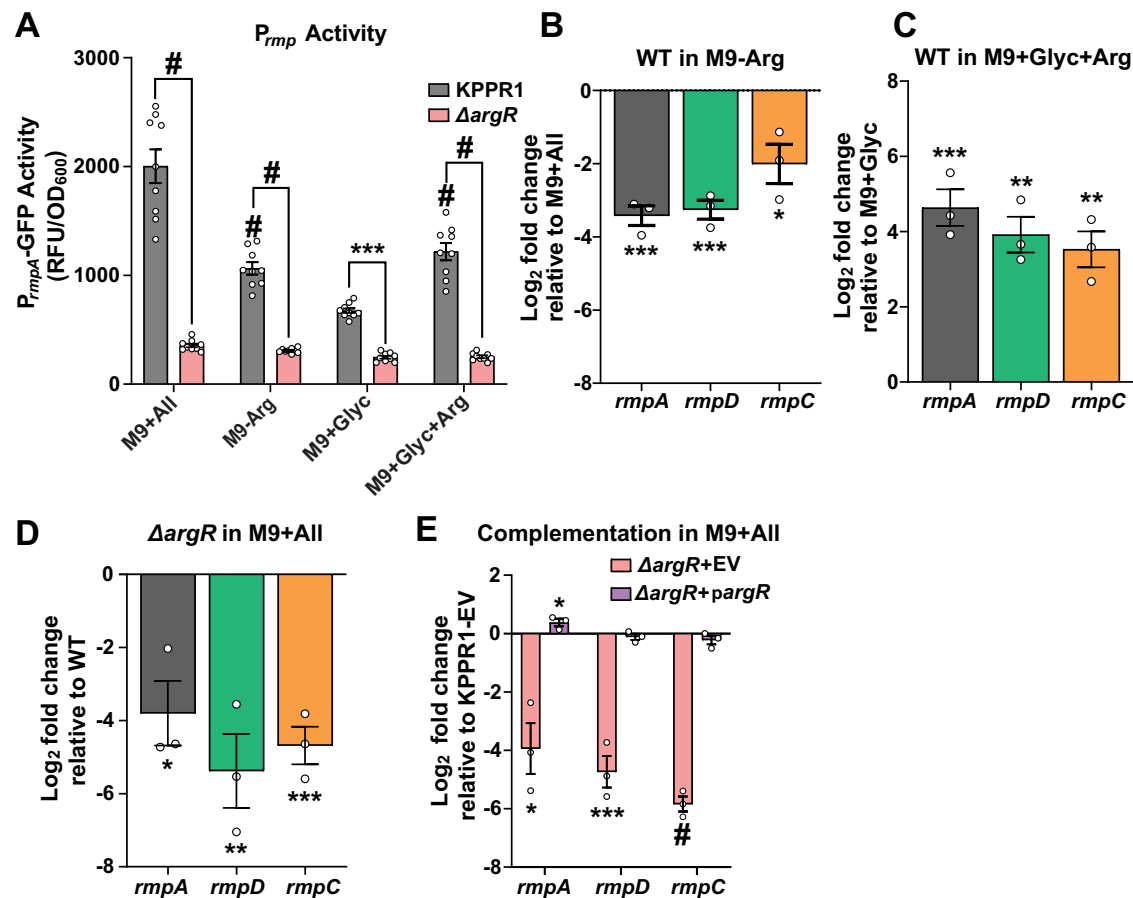 A
P_rmp Activity
P_rmpA-GFP Activity
(RFU/OD₆₀₀)
3000
2000
1000
0
KPPR1
ΔargR
#
#
#
***
#
#
M9+All
M9-Arg
M9+Glyc
M9+Glyc+Arg
B
WT in M9-Arg
Log₂ fold change
relative to M9+All
0
-2
-4
-6
-8
***
***
*
rmpA
rmpD
rmpC
C
WT in M9+Glyc+Arg
Log₂ fold change
relative to M9+Glyc
8
6
4
2
0
***
**
**
rmpA
rmpD
rmpC
D
ΔargR in M9+All
Log₂ fold change
relative to WT
0
-2
-4
-6
-8
*
**
***
rmpA
rmpD
rmpC
E
Complementation in M9+All
Log₂ fold change
relative to KPPR1-EV
2
0
-2
-4
-6
-8
ΔargR+EV
ΔargR+pargR
*
*
***
#
rmpA
rmpD
rmpC